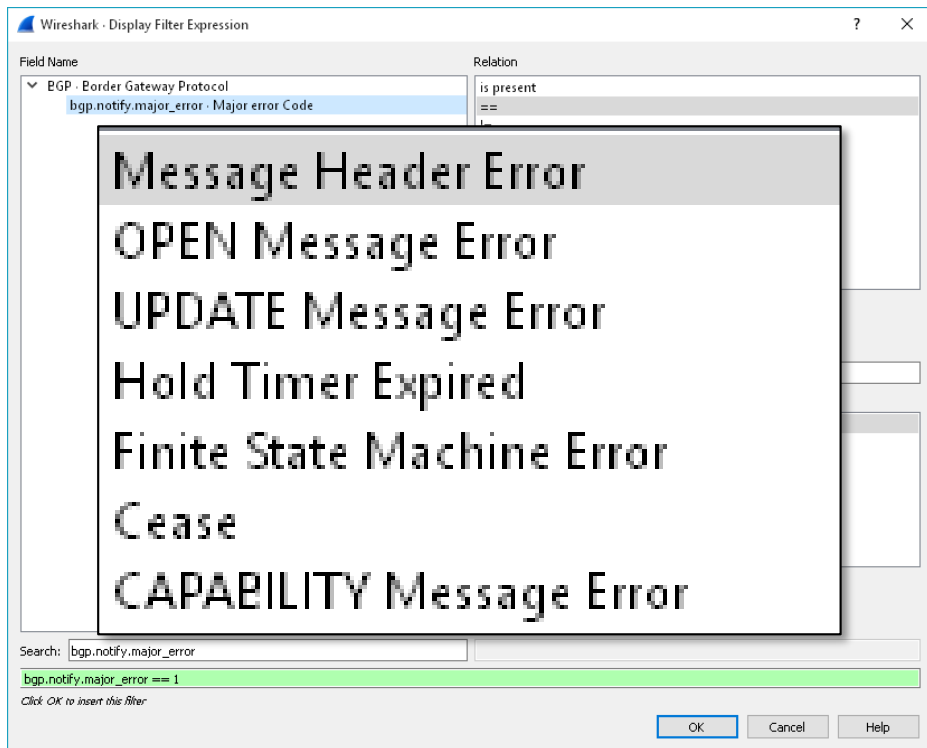 Wireshark · Display Filter Expression
Field Name
BGP · Border Gateway Protocol
bgp.notify.major_error · Major error Code
Relation
is present
==
Message Header Error
OPEN Message Error
UPDATE Message Error
Hold Timer Expired
Finite State Machine Error
Cease
CAPABILITY Message Error
Search: bgp.notify.major_error
bgp.notify.major_error == 1
Click OK to insert this filter
OK Cancel Help